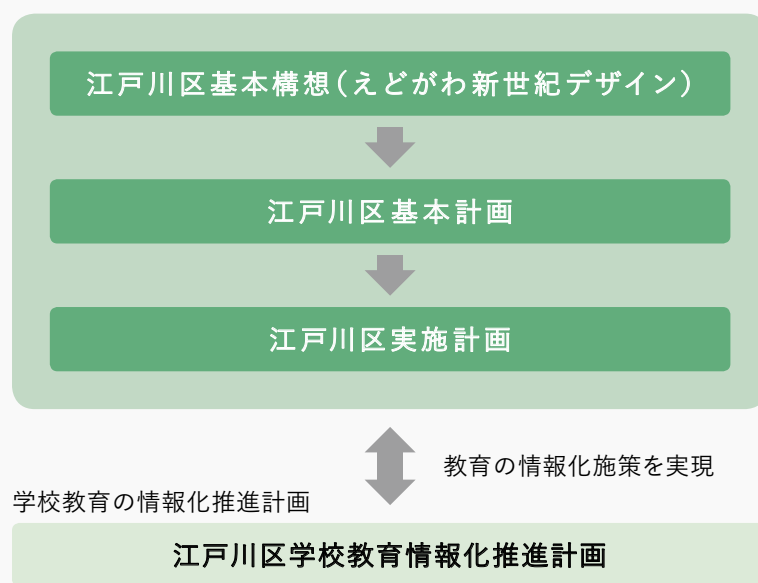 江戸川区基本構想(えどがわ新世紀デザイン)
江戸川区基本計画
江戸川区実施計画
教育の情報化施策を実現
学校教育の情報化推進計画
江戸川区学校教育情報化推進計画